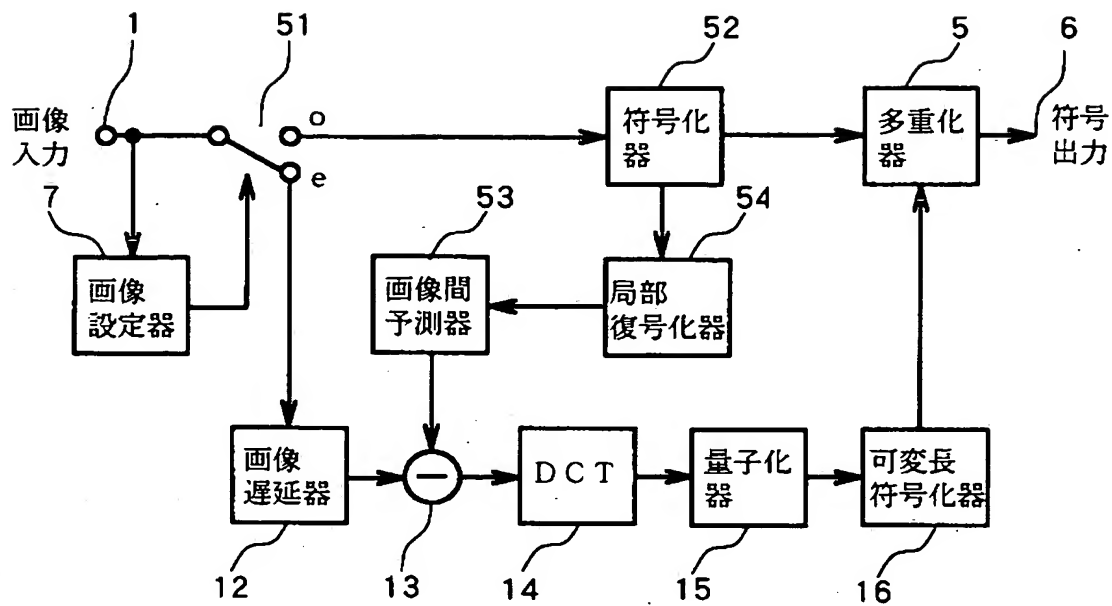 1
51
52
5
6
画像
入力
o
e
符号化
器
多重化
器
符号
出力
7
53
54
画像
設定器
画像間
予測器
局部
復号化器
画像
遅延器
−
DCT
量子化
器
可変長
符号化器
12
13
14
15
16